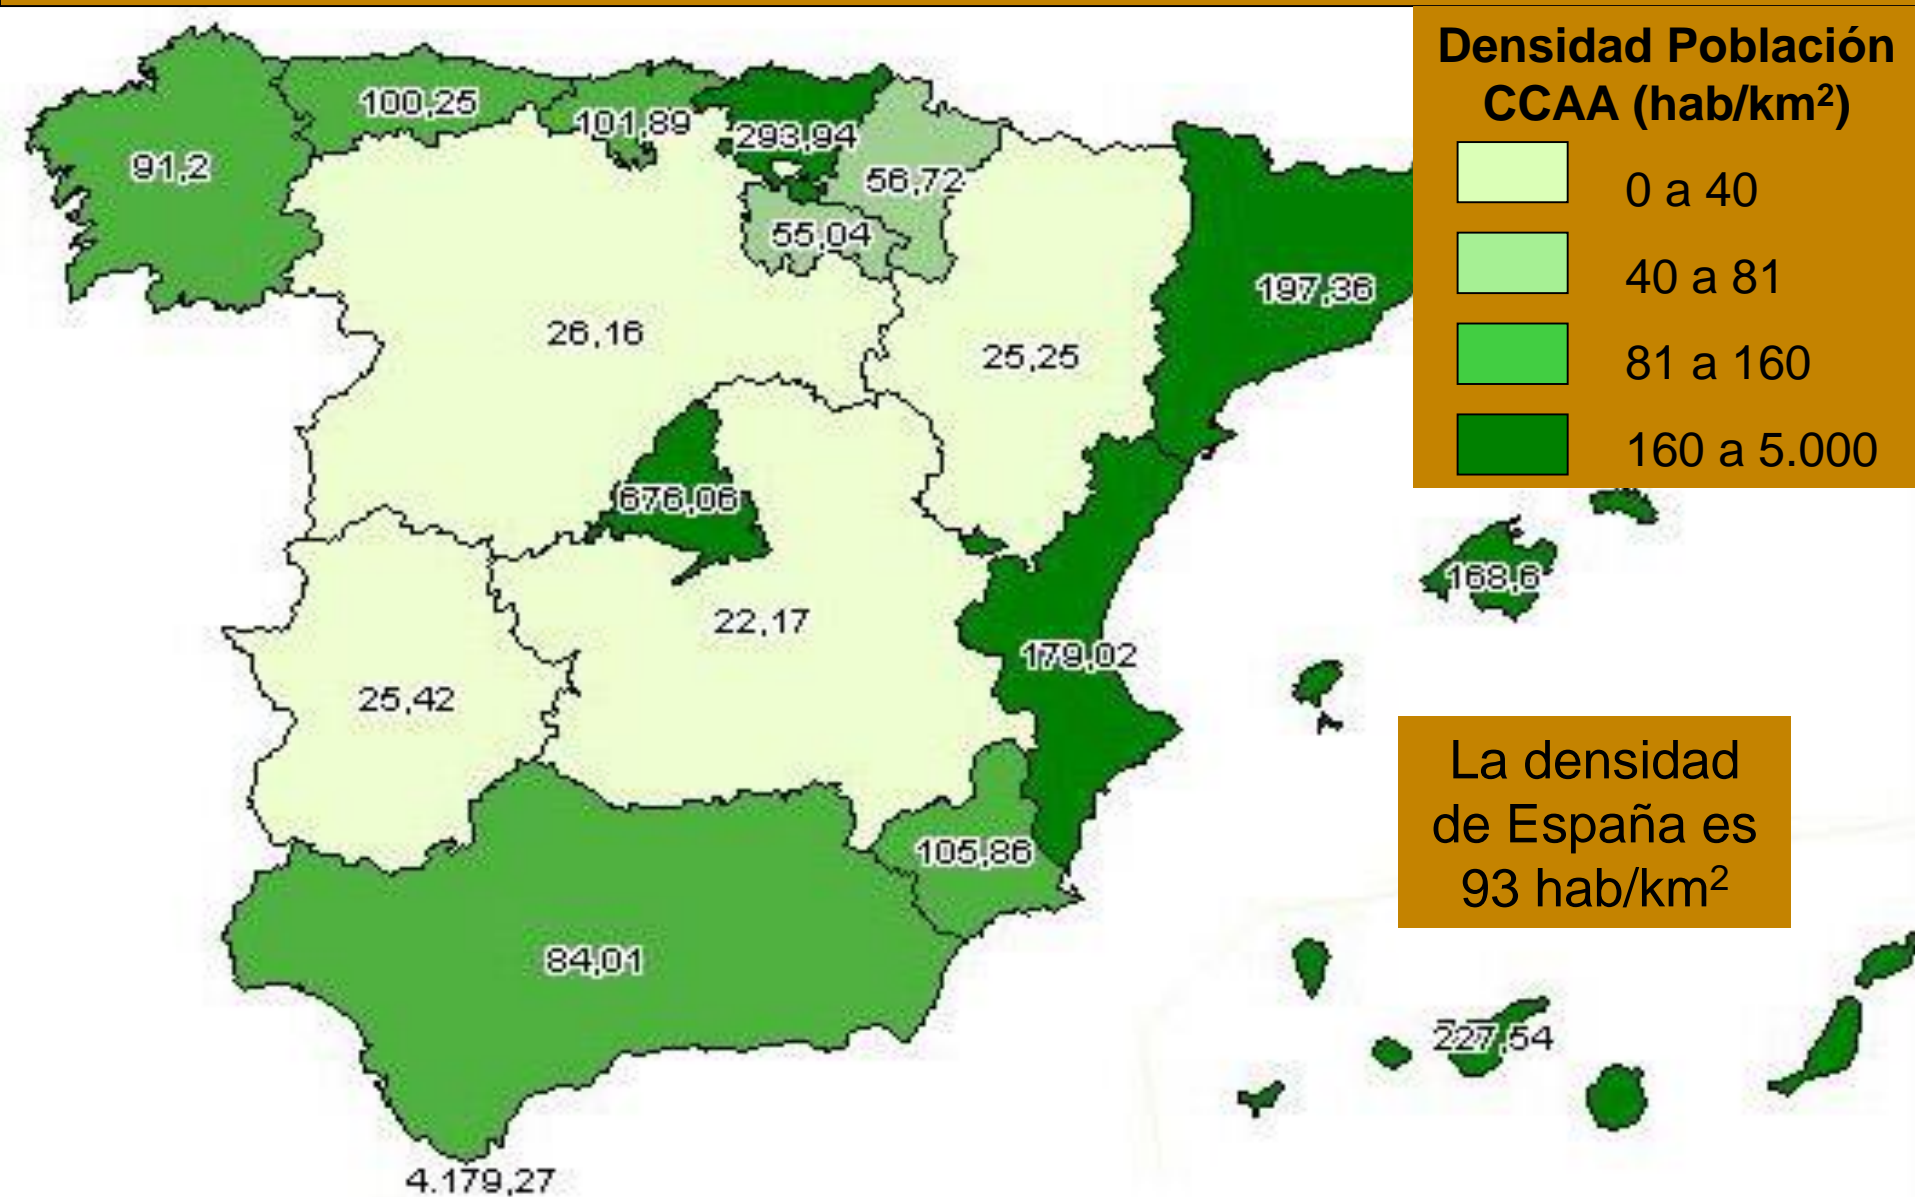 Densidad Població́n
CCAA (hab/km²)
0 a 40
40 a 81
81 a 160
160 a 5.000
100,25
101,89
293,94
91,2
56,72
55,04
197,36
26,16
25,25
676,06
168,6
22,17
179,02
25,42
La densidad
de España es
93 hab/km²
105,86
84,01
227,54
4.179,27